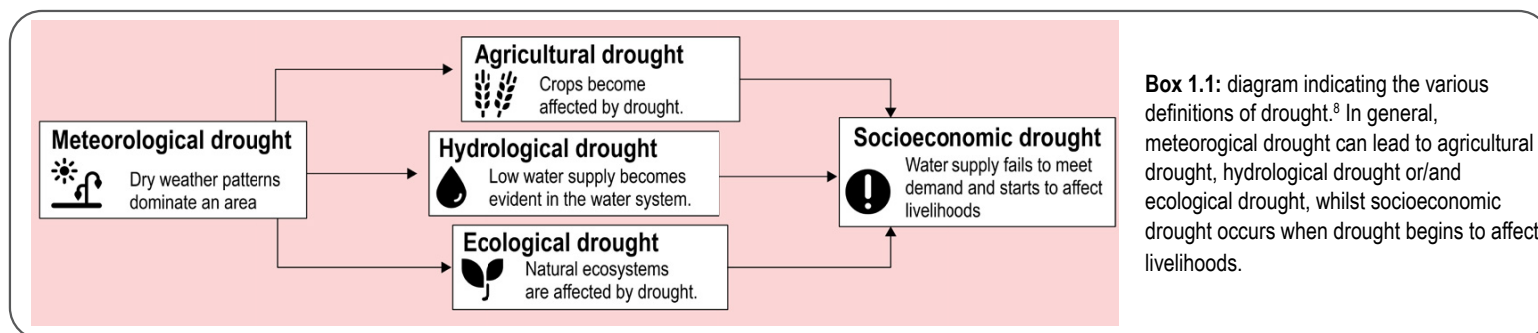 Meteorological drought
Dry weather patterns
dominate an area
Agricultural drought
Crops become
affected by drought.
Hydrological drought
Low water supply becomes
evident in the water system.
Ecological drought
Natural ecosystems
are affected by drought.
Socioeconomic drought
Water supply fails to meet
demand and starts to affect
livelihoods
Box 1.1: diagram indicating the various
definitions of drought.⁸ In general,
meteorogical drought can lead to agricultural
drought, hydrological drought or/and
ecological drought, whilst socioeconomic
drought occurs when drought begins to affect
livelihoods.